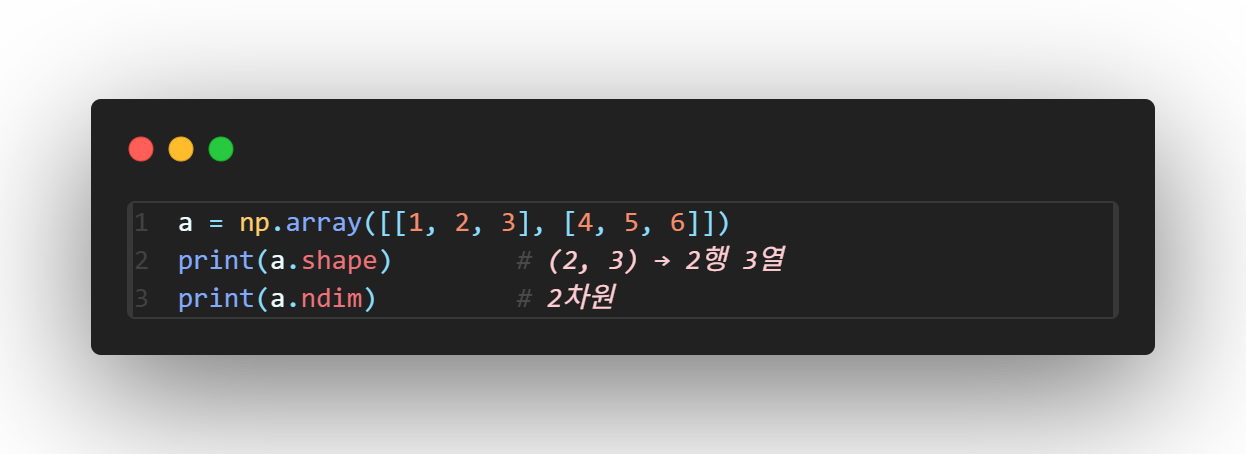 1 a = np.array([[1, 2, 3], [4, 5, 6]])
2 print(a.shape) # (2, 3) → 2행 3열
3 print(a.ndim) # 2차원